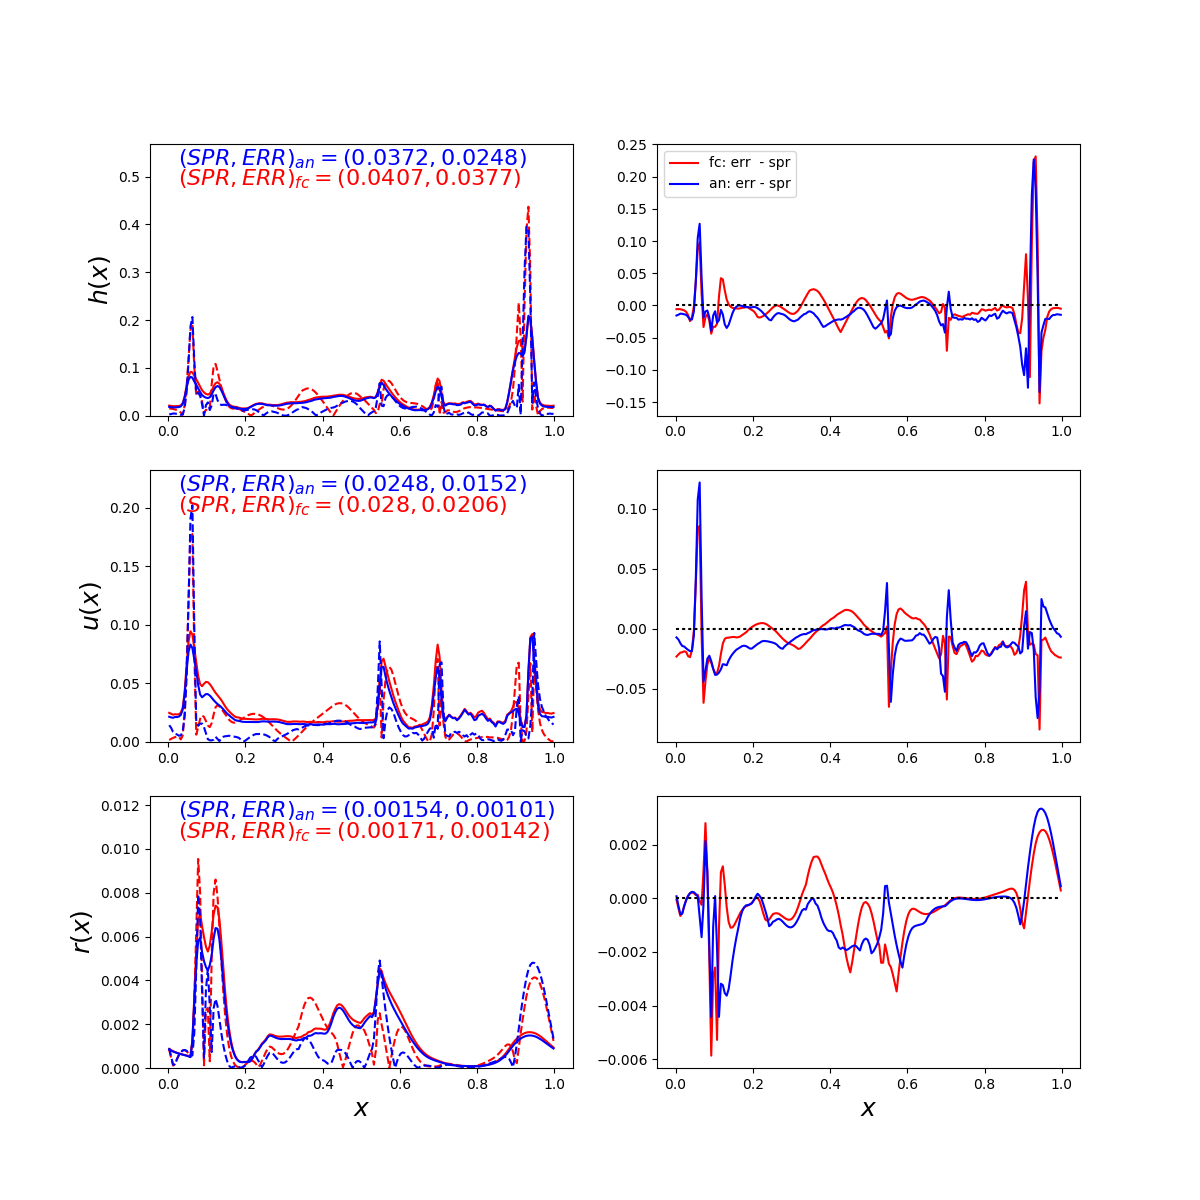 (SPR, ERR)an = (0.0372, 0.0248)
(SPR, ERR)fc = (0.0407, 0.0377)
h(x)
0.5
0.4
0.3
0.2
0.1
0.0
0.0 0.2 0.4 0.6 0.8 1.0
fc: err - spr
an: err - spr
0.25
0.20
0.15
0.10
0.05
0.00
−0.05
−0.10
−0.15
0.0 0.2 0.4 0.6 0.8 1.0
(SPR, ERR)an = (0.0248, 0.0152)
(SPR, ERR)fc = (0.028, 0.0206)
u(x)
0.20
0.15
0.10
0.05
0.00
0.0 0.2 0.4 0.6 0.8 1.0
0.10
0.05
0.00
−0.05
0.0 0.2 0.4 0.6 0.8 1.0
(SPR, ERR)an = (0.00154, 0.00101)
(SPR, ERR)fc = (0.00171, 0.00142)
r(x)
0.012
0.010
0.008
0.006
0.004
0.002
0.000
0.0 0.2 0.4 0.6 0.8 1.0
x
0.002
0.000
−0.002
−0.004
−0.006
0.0 0.2 0.4 0.6 0.8 1.0
x